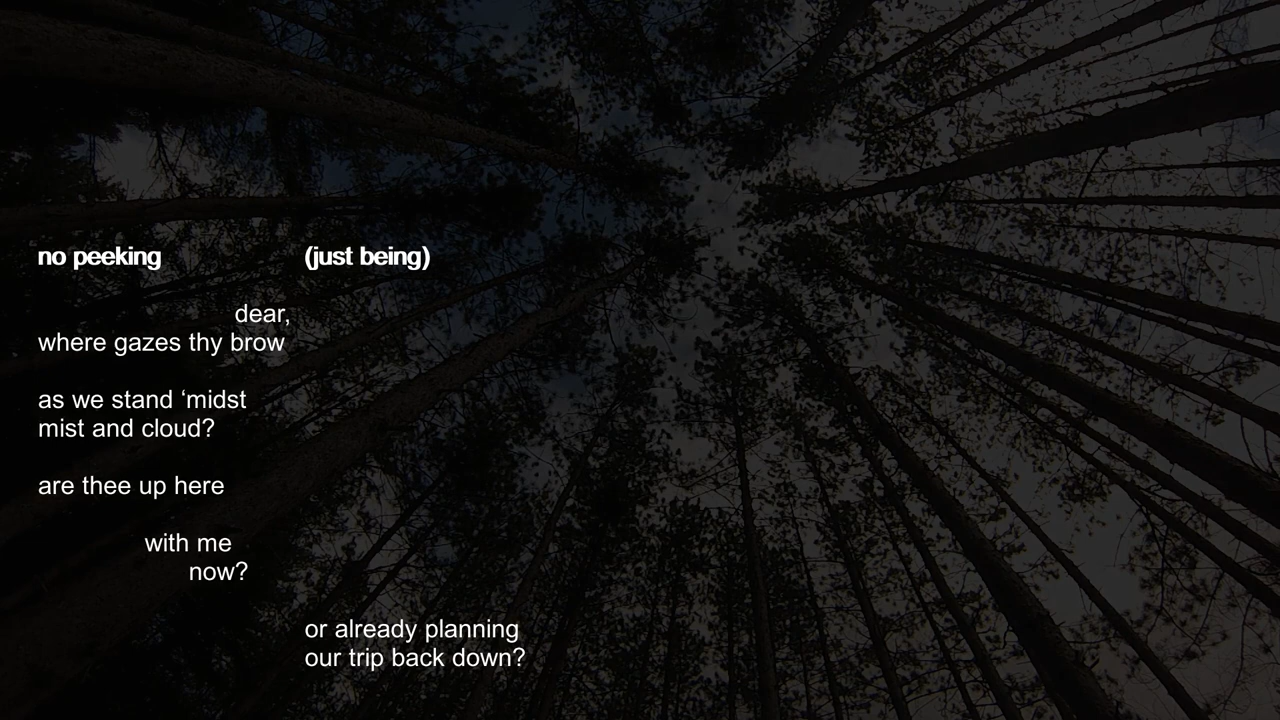 no peeking (just being)
dear,
where gazes thy brow
as we stand ‘midst
mist and cloud?
are thee up here
with me
now?
or already planning
our trip back down?